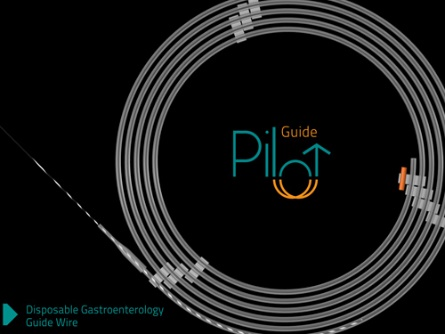 Guide
Pilot
Disposable Gastroenterology
Guide Wire